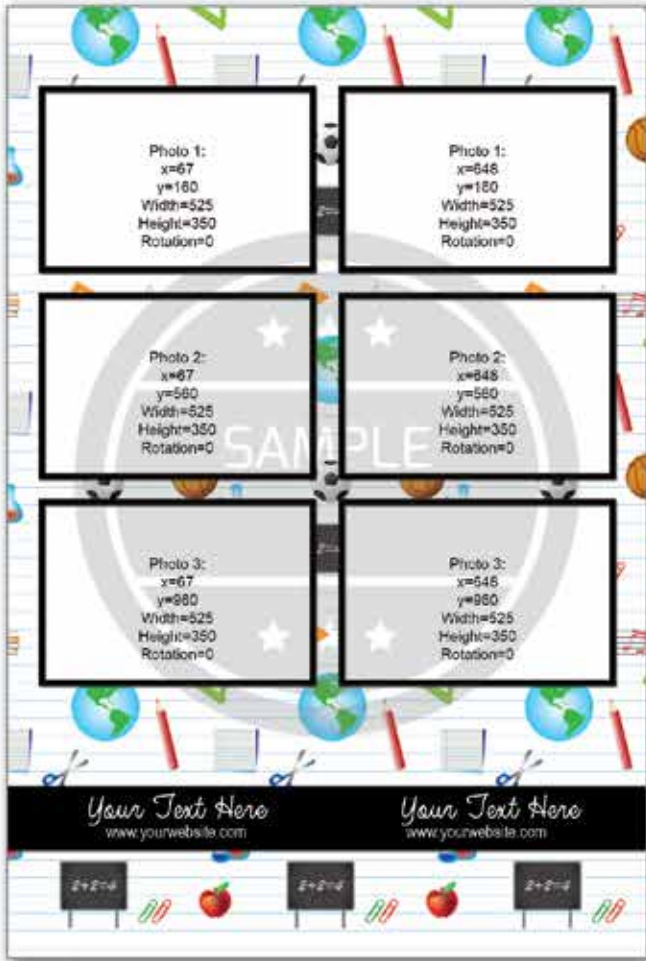 Photo 1:
x=67
y=160
Width=525
Height=350
Rotation=0
Photo 1:
x=648
y=160
Width=525
Height=350
Rotation=0
Photo 2:
x=67
y=560
Width=525
Height=350
Rotation=0
Photo 2:
x=648
y=560
Width=525
Height=350
Rotation=0
SAMPLE
Photo 3:
x=67
y=960
Width=525
Height=350
Rotation=0
Photo 3:
x=648
y=960
Width=525
Height=350
Rotation=0
Your Text Here
www.yourwebsite.com
Your Text Here
www.yourwebsite.com
2+2=4
2+2=4
2+2=4